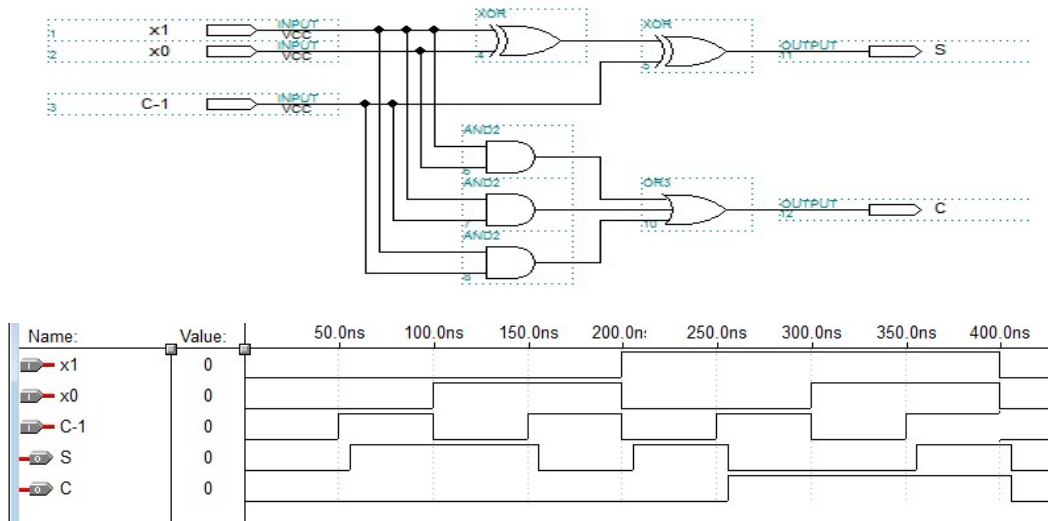 XOR XOR
1 x1 INPUT VCC
2 x0 INPUT VCC 4 5 OUTPUT 11 S
3 C-1 INPUT VCC
AND2
6
AND2 OR3
7 10 OUTPUT 12 C
AND2
8
Name: Value: 50.0ns 100.0ns 150.0ns 200.0n: 250.0ns 300.0ns 350.0ns 400.0ns
x1 0
x0 0
C-1 0
S 0
C 0